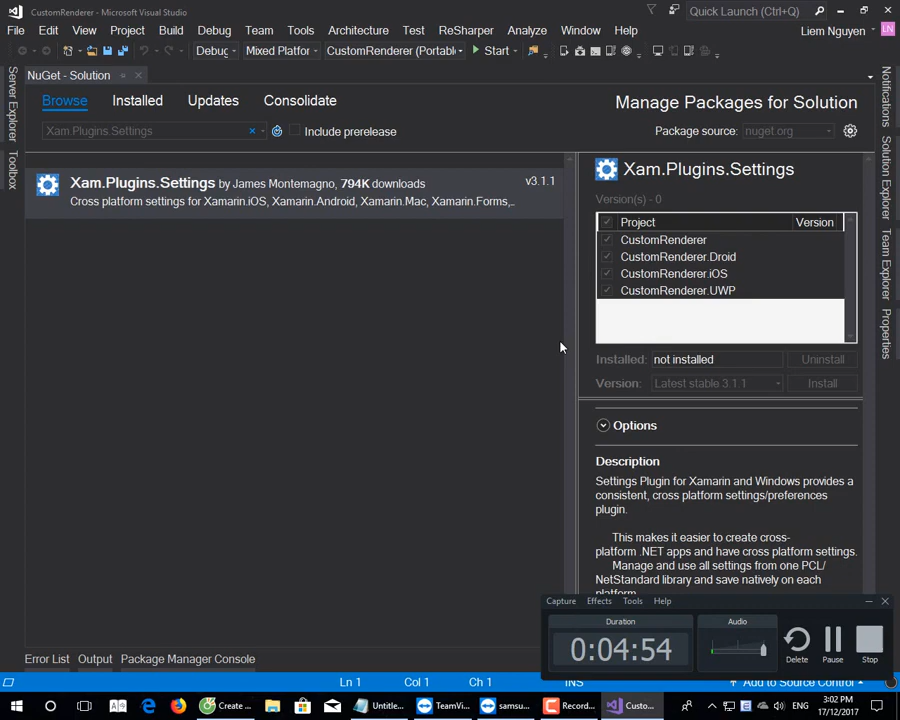 CustomRenderer - Microsoft Visual Studio
Quick Launch (Ctrl+Q)
File Edit View Project Build Debug Team Tools Architecture Test ReSharper Analyze Window Help
Liem Nguyen
LN
Debug Mixed Platfor CustomRenderer (Portabl Start
NuGet - Solution
Server Explorer
Toolbox
Browse Installed Updates Consolidate
Manage Packages for Solution
Xam.Plugins.Settings
Include prerelease
Package source: nuget.org
Xam.Plugins.Settings by James Montemagno, 794K downloads
v3.1.1
Cross platform settings for Xamarin.iOS, Xamarin.Android, Xamarin.Mac, Xamarin.Forms,..
Xam.Plugins.Settings
Version(s) - 0
Project Version
CustomRenderer
CustomRenderer.Droid
CustomRenderer.iOS
CustomRenderer.UWP
Installed: not installed Uninstall
Version: Latest stable 3.1.1 Install
Options
Description
Settings Plugin for Xamarin and Windows provides a
consistent, cross platform settings/preferences
plugin.
This makes it easier to create cross-
platform .NET apps and have cross platform settings.
Manage and use all settings from one PCL/
NetStandard library and save natively on each
platform
Notifications
Solution Explorer
Team Explorer
Properties
Capture Effects Tools Help
Duration
0:04:54
Audio
Delete Pause Stop
Error List Output Package Manager Console
Ln 1 Col 1 Ch 1 INS Add to Source Control
Create ... Untitle... TeamVi... samsu... Record... Custo...
ENG
3:02 PM
17/12/2017